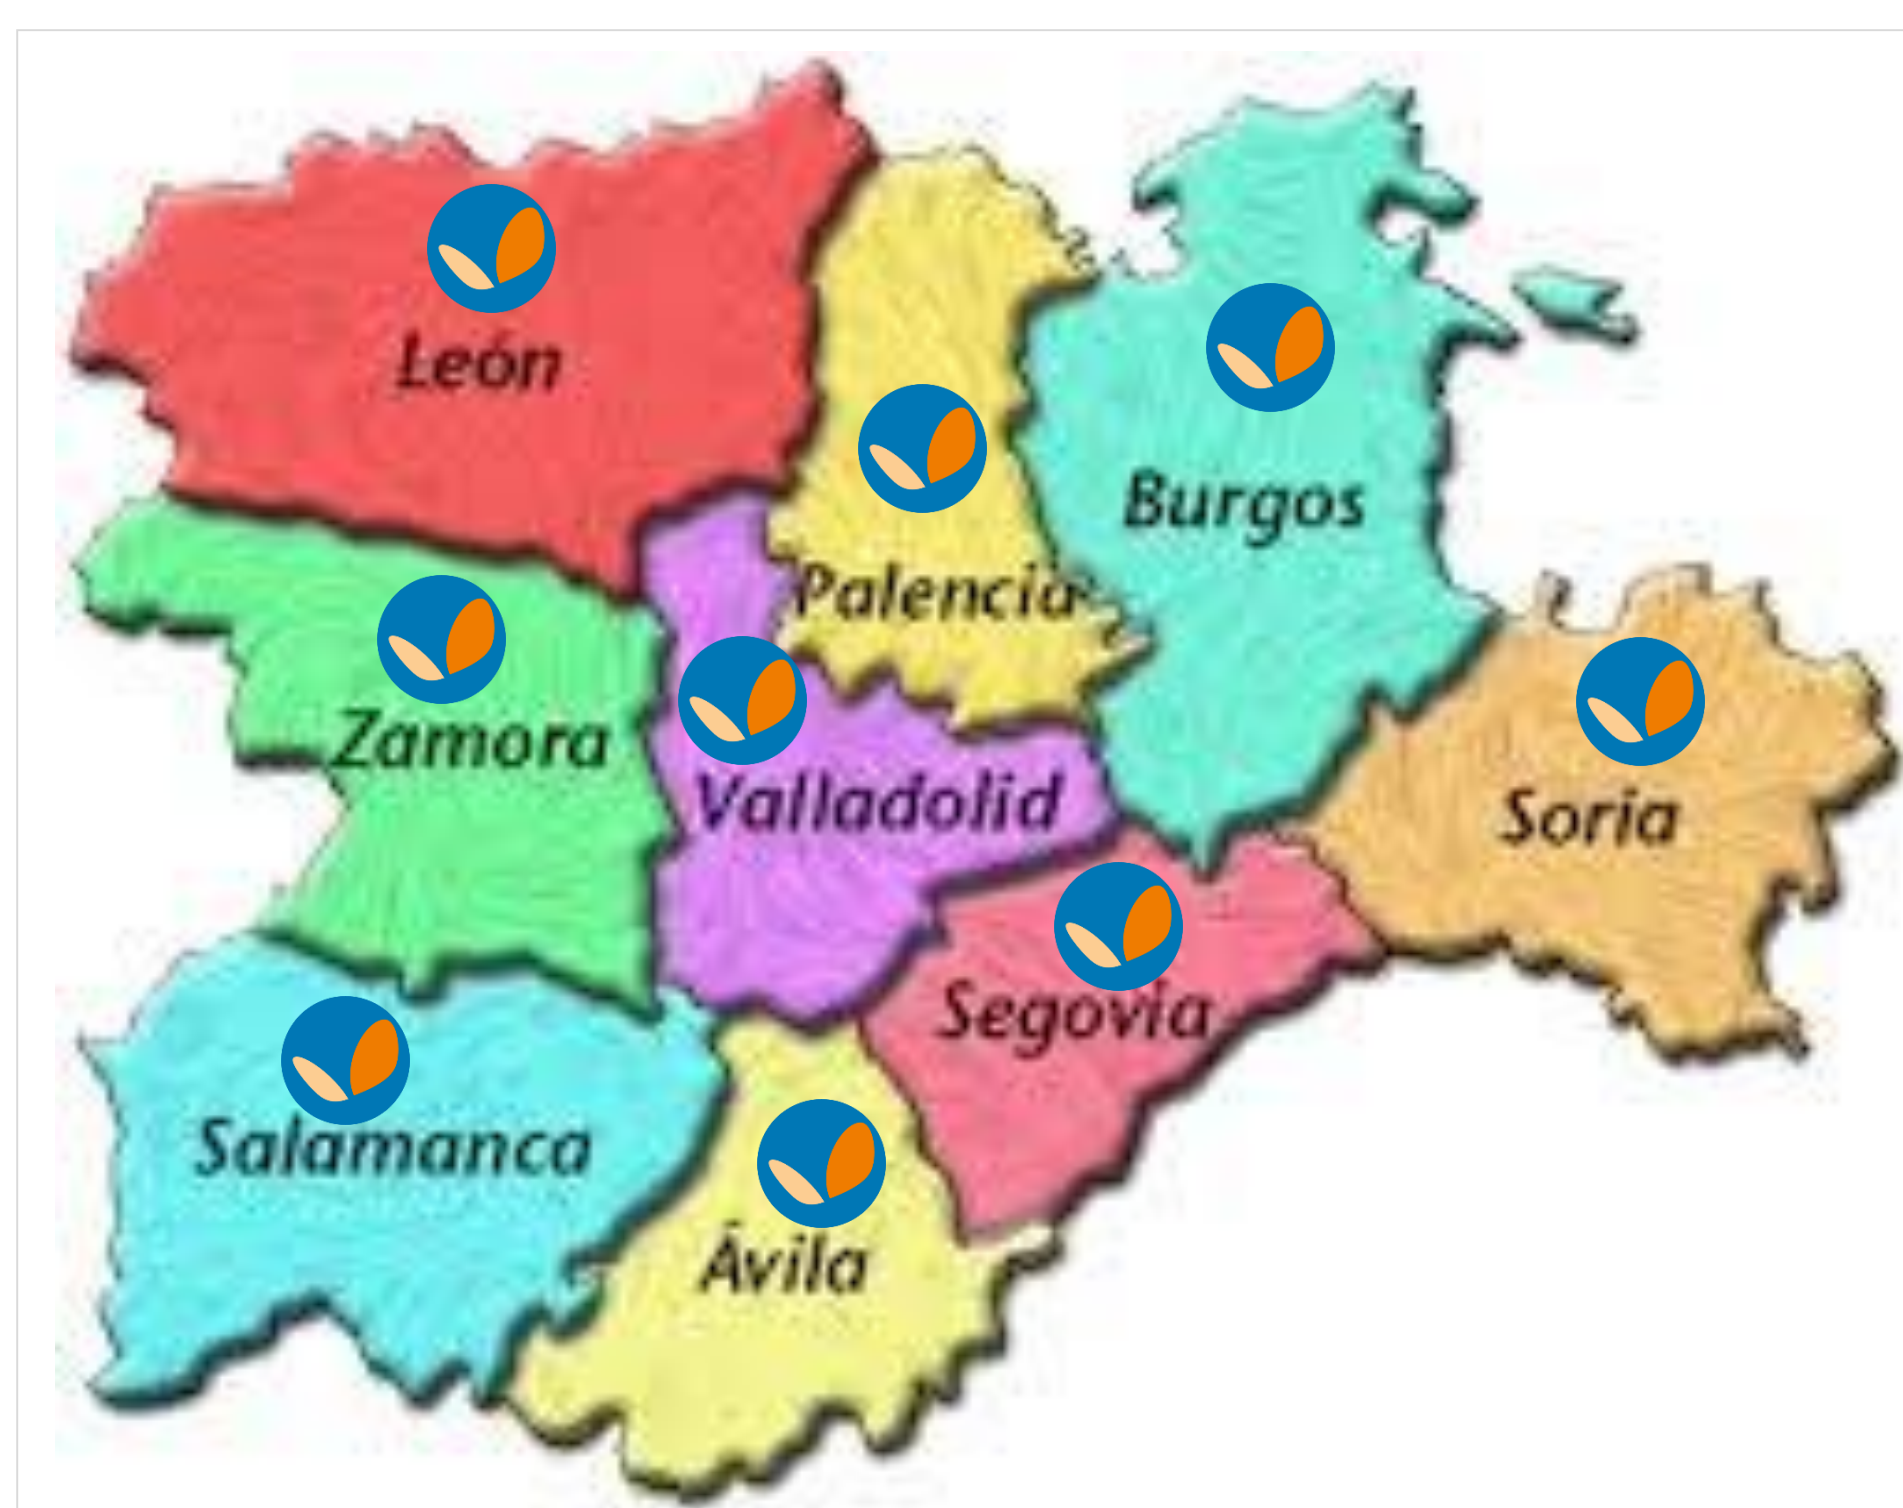 León
Burgos
Palencia
Zamora
Valladolid
Soria
Segovia
Salamanca
Ávila